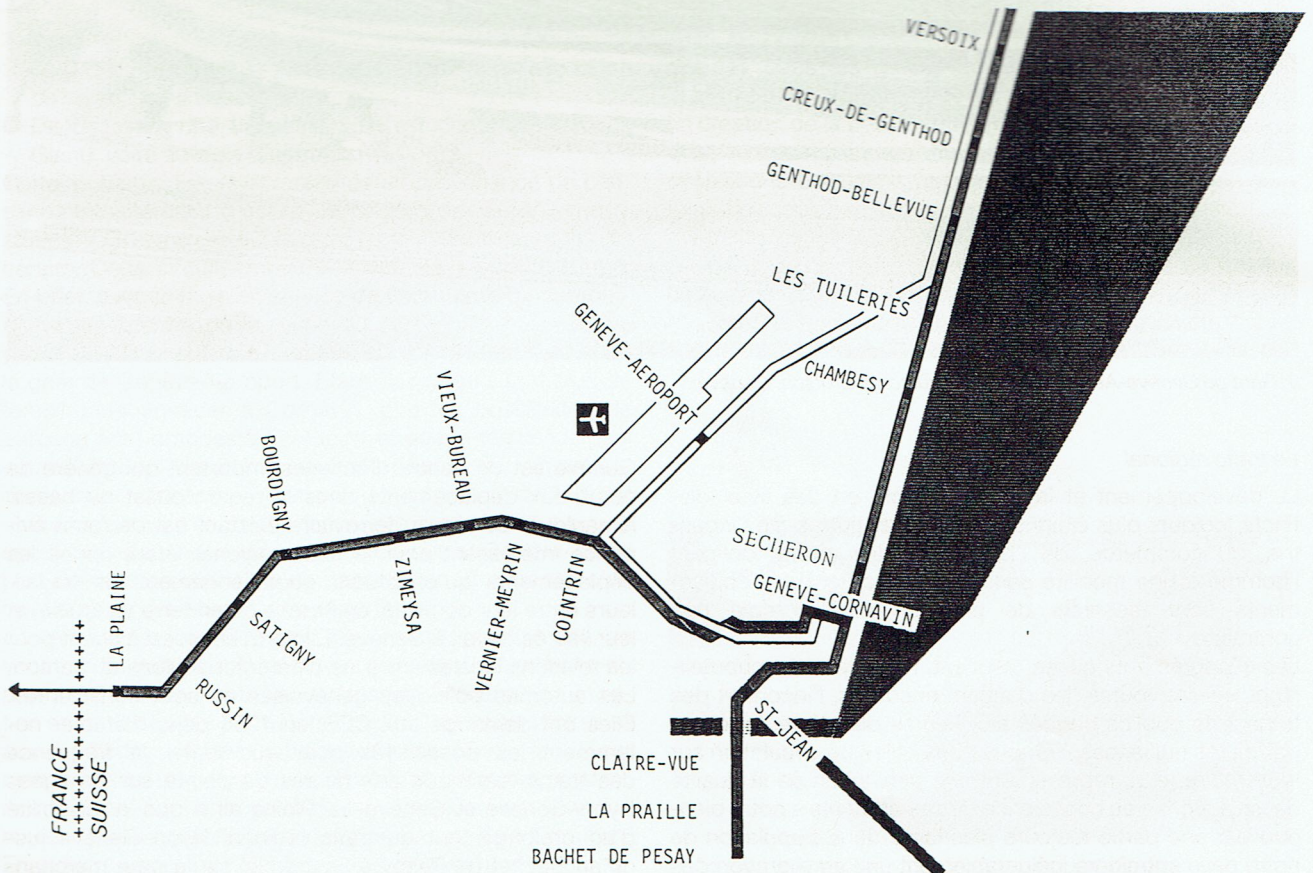 VERSOIX
CREUX-DE-GENTHOD
GENTHOD-BELLEVUE
LES TUILERIES
GENEVE-AEROPORT
CHAMBESY
VIEUX-BUREAU
BOURDIGNY
SECHERON
GENEVE-CORNAVIN
LA PLAINE
SATIGNY
RUSSIN
ZIMEYSA
VERNIER-MEYRIN
COINTRIN
FRANCE
SUISSE
ST-JEAN
CLAIRE-VUE
LA PRAILLE
BACHET DE PESAY